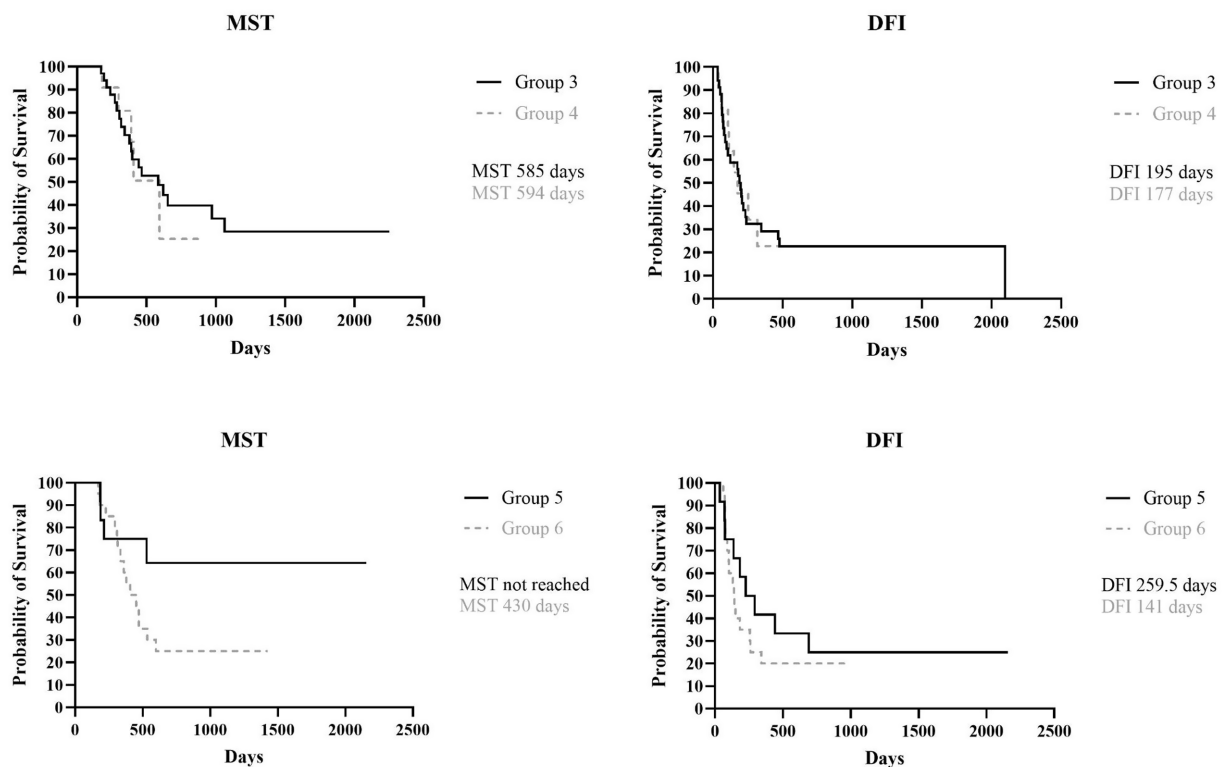 MST
Probability of Survival
100
90
80
70
60
50
40
30
20
10
0
0 500 1000 1500 2000 2500
Days
Group 3
Group 4
MST 585 days
MST 594 days
DFI
Probability of Survival
100
90
80
70
60
50
40
30
20
10
0
0 500 1000 1500 2000 2500
Days
Group 3
Group 4
DFI 195 days
DFI 177 days
MST
Probability of Survival
100
90
80
70
60
50
40
30
20
10
0
0 500 1000 1500 2000 2500
Days
Group 5
Group 6
MST not reached
MST 430 days
DFI
Probability of Survival
100
90
80
70
60
50
40
30
20
10
0
0 500 1000 1500 2000 2500
Days
Group 5
Group 6
DFI 259.5 days
DFI 141 days